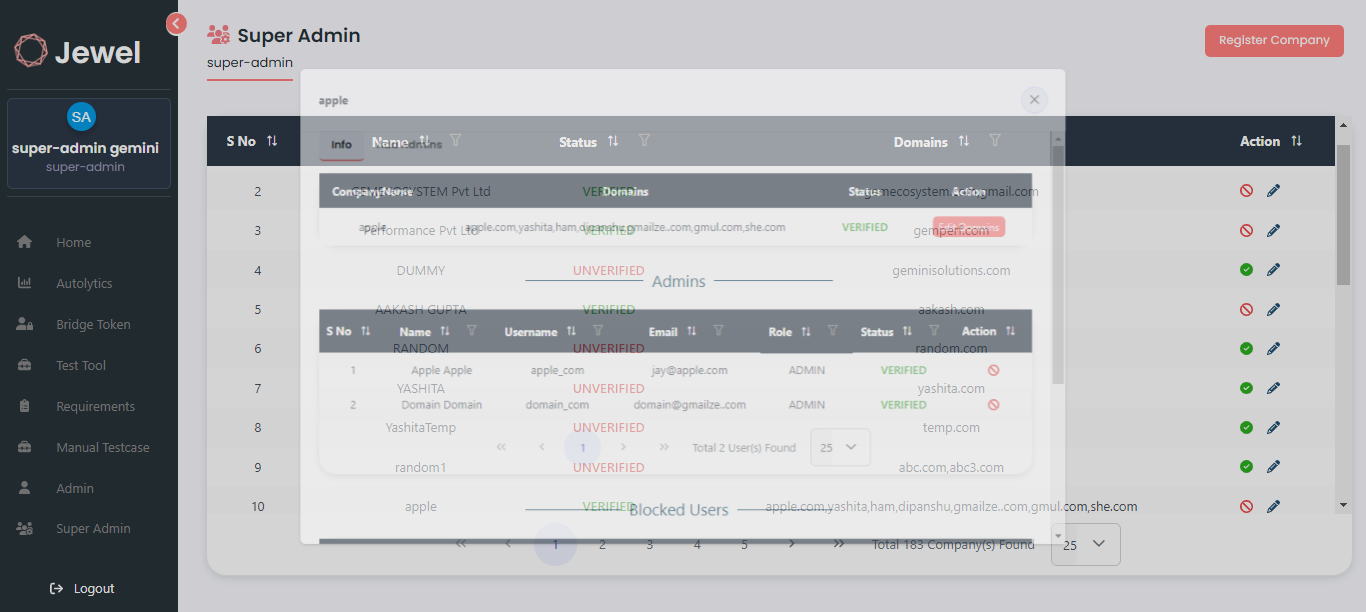 Jewel
SA
super-admin gemini
super-admin
Home
Autolytics
Bridge Token
Test Tool
Requirements
Manual Testcase
Admin
Super Admin
Logout
Super Admin
super-admin
Register Company
S No Name Status Domains Action
2 GEMECOSYSTEM Pvt Ltd VERIFIED
3 Performance Pvt Ltd VERIFIED gemperf.com
4 DUMMY UNVERIFIED geminisolutions.com
5 AAKASH GUPTA VERIFIED aakash.com
6 RANDOM UNVERIFIED random.com
7 YASHITA UNVERIFIED yashita.com
8 YashitaTemp UNVERIFIED temp.com
9 random1 UNVERIFIED abc.com,abc3.com
10 apple VERIFIED apple.com,yashita,ham,dipanshu,gmailze..com,gmul.com,she.com
1 2 3 4 5 Total 183 Company(s) Found 25
apple
Info
Company Name Domains Status Action
apple apple.com,yashita,ham,dipanshu,gmailze..com,gmul.com,she.com VERIFIED Edit Domains
Admins
S No Name Username Email Role Status Action
1 Apple Apple apple_com jay@apple.com ADMIN VERIFIED
2 Domain Domain domain_com domain@gmailze..com ADMIN VERIFIED
1 Total 2 User(s) Found 25
Blocked Users